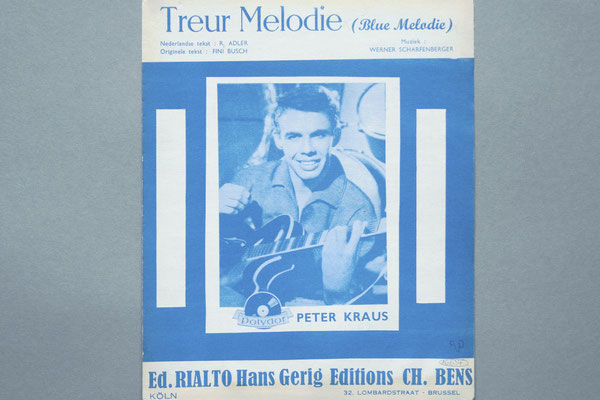 Treur Melodie (Blue Melodie)
Nederlandse tekst : R. ADLER
Originele tekst : FINI BUSCH
Muziek :
WERNER SCHARFENBERGER
Polydor
PETER KRAUS
Ed. RIALTO Hans Gerig Editions CH. BENS
KÖLN
32, LOMBARDSTRAAT - BRUSSEL